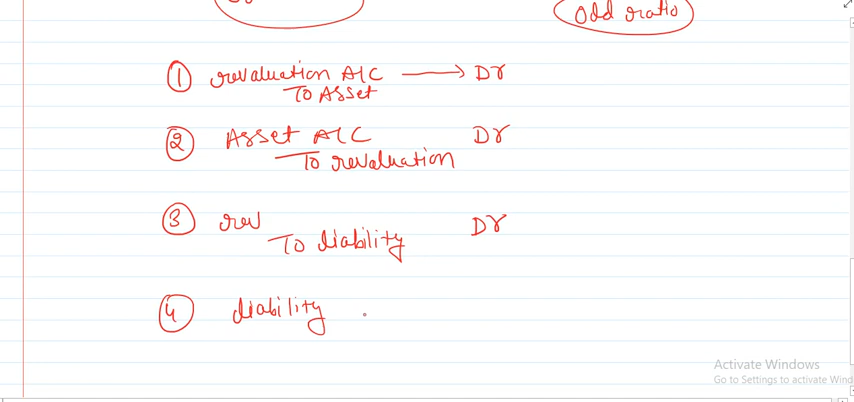 odd ratio
① revaluation A/C ⟶ Dr
To Asset
② Asset A/C Dr
To revaluation
③ rev Dr
To liability
④ liability
Activate Windows
Go to Settings to activate Wind